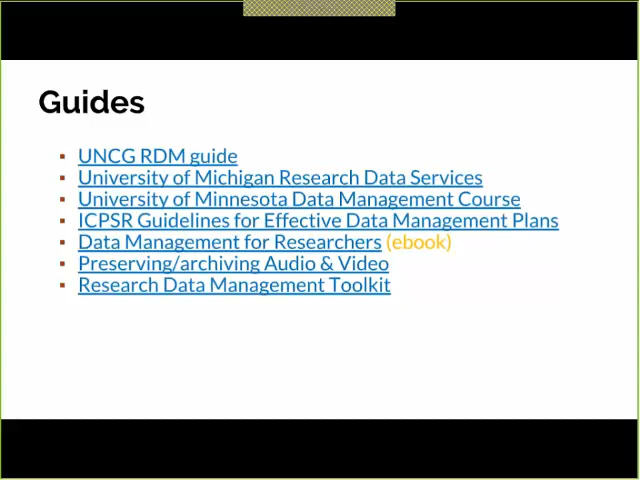 Guides
▪ UNCG RDM guide
▪ University of Michigan Research Data Services
▪ University of Minnesota Data Management Course
▪ ICPSR Guidelines for Effective Data Management Plans
▪ Data Management for Researchers (ebook)
▪ Preserving/archiving Audio & Video
▪ Research Data Management Toolkit